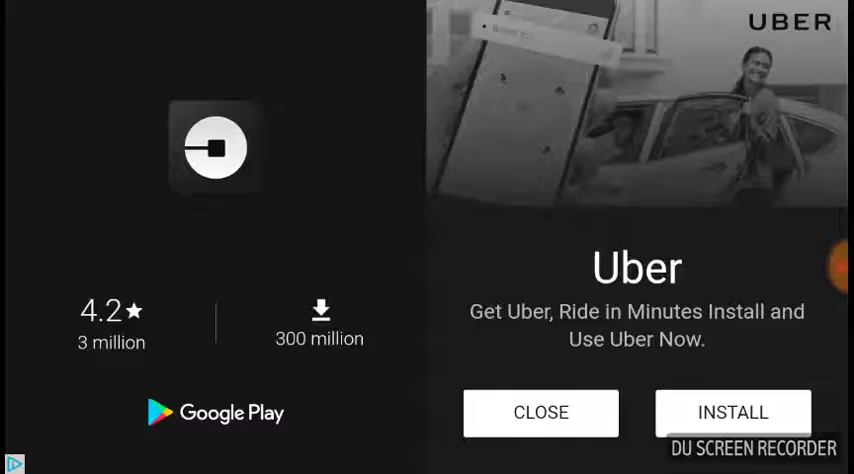 UBER
4.2★
3 million
300 million
Google Play
Uber
Get Uber, Ride in Minutes Install and
Use Uber Now.
CLOSE
INSTALL
DU SCREEN RECORDER